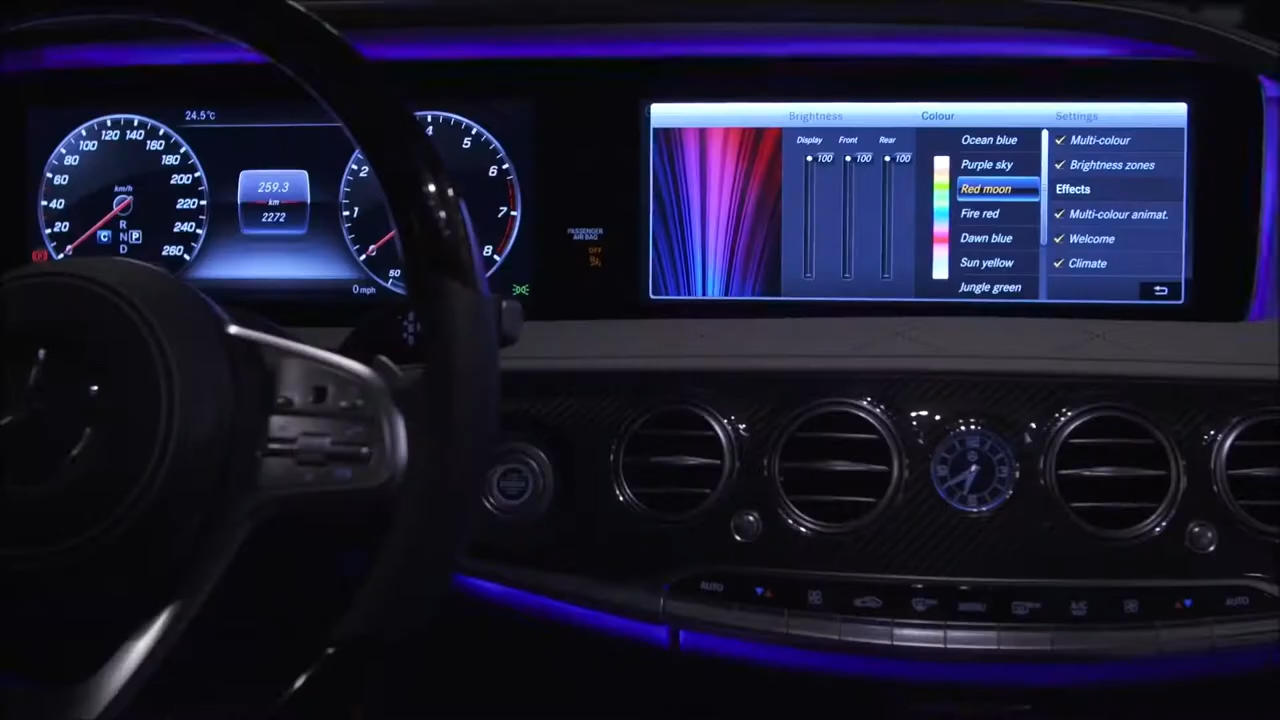 24.5°C
20
40
60
80
100
120
140
160
180
200
220
240
260
km/h
R
N
D
C
P
259.3
km
2272
1
2
4
5
6
7
8
50
0 mph
PASSENGER
AIR BAG
OFF
Brightness
Colour
Settings
Display
Front
Rear
100
100
100
Ocean blue
Purple sky
Red moon
Fire red
Dawn blue
Sun yellow
Jungle green
Multi-colour
Brightness zones
Effects
Multi-colour animat.
Welcome
Climate
AUTO
A/C
AUTO